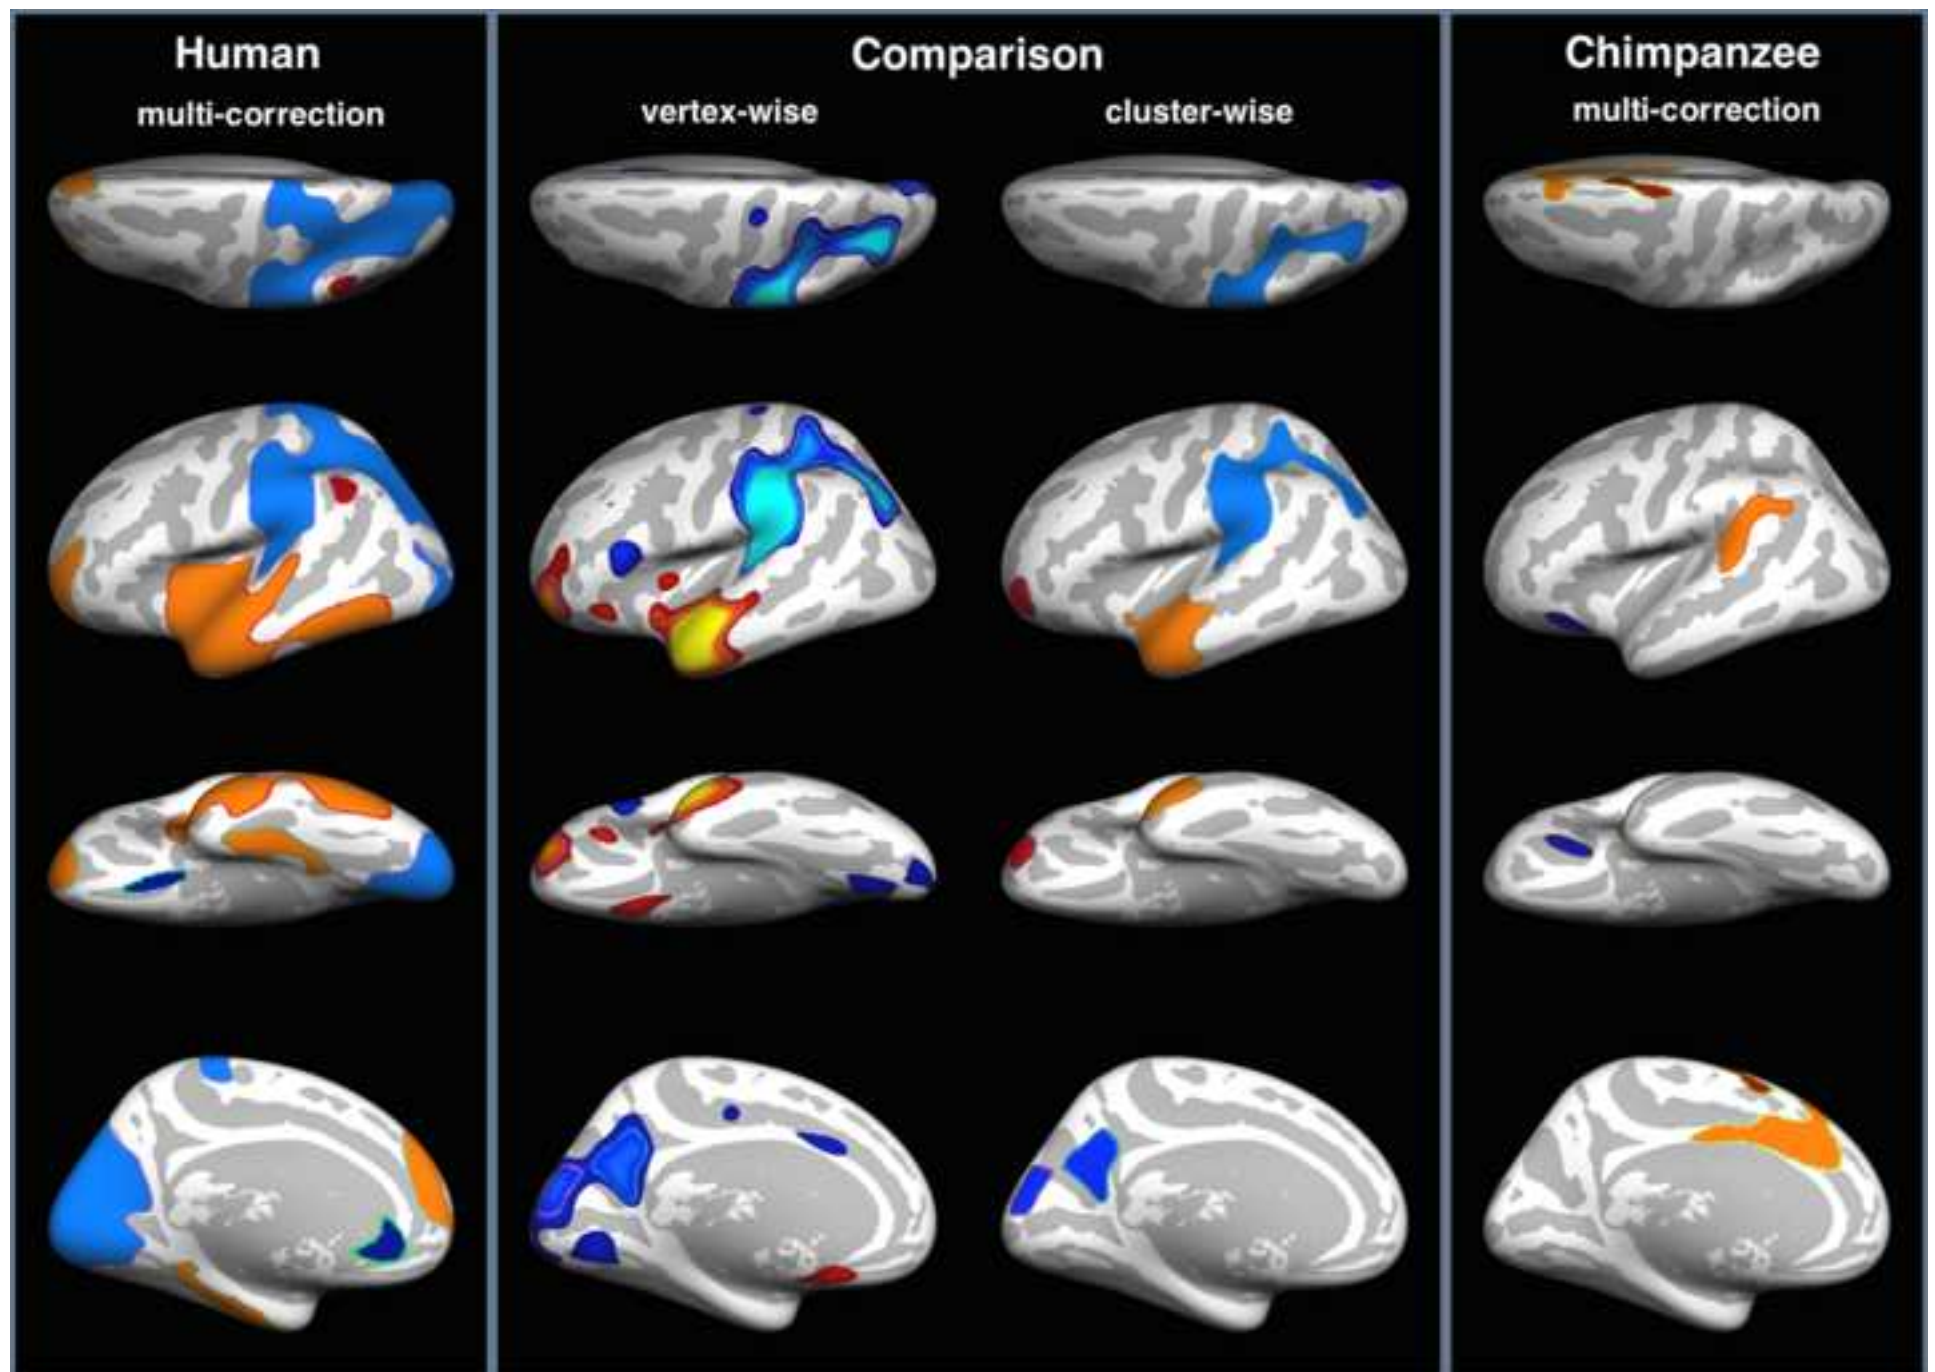 Human
multi-correction
Comparison
vertex-wise
cluster-wise
Chimpanzee
multi-correction